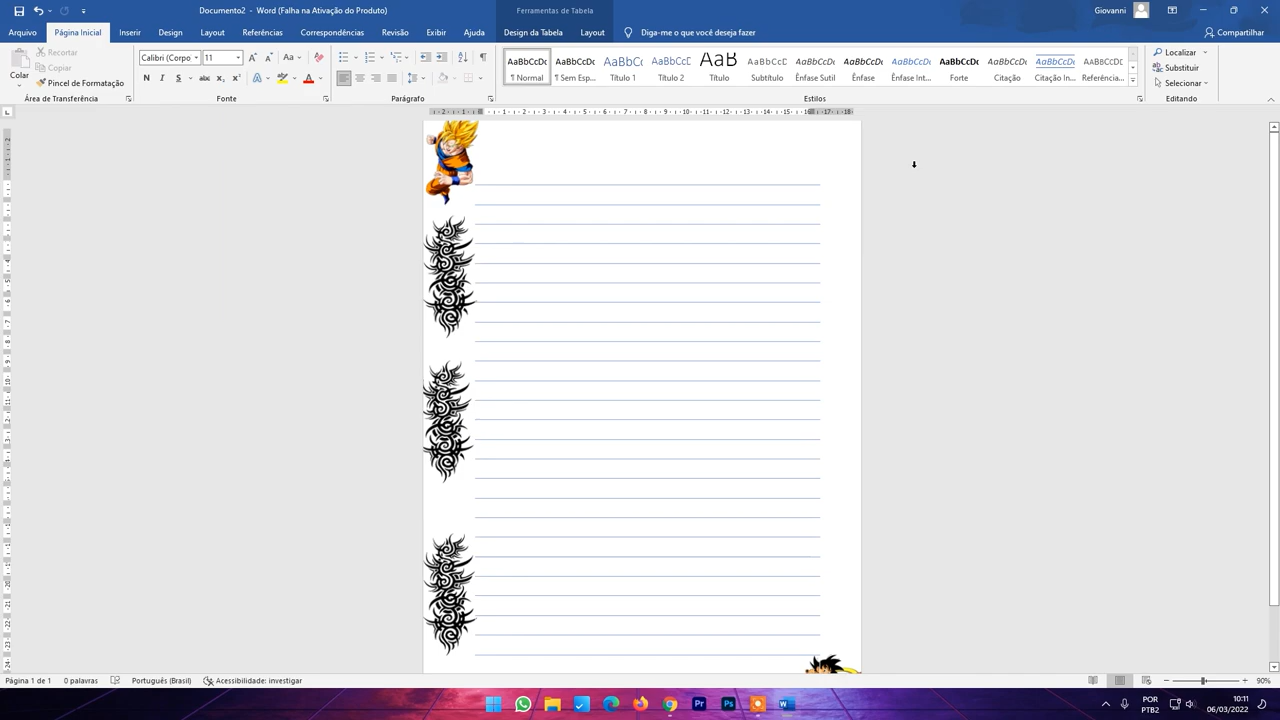 Documento2 - Word (Falha na Ativação do Produto)
Ferramentas de Tabela
Giovanni
Arquivo Página Inicial Inserir Design Layout Referências Correspondências Revisão Exibir Ajuda Design da Tabela Layout Diga-me o que você deseja fazer Compartilhar
Colar
Recortar
Copiar
Pincel de Formatação
Área de Transferência
Calibri (Corpo 11
N I S abc x₂ x²
Fonte
Parágrafo
AaBbCcDc AaBbCcDc AaBbCc AaBbCcD AaB AaBbCcD AaBbCcDc AaBbCcDc AaBbCcDc AaBbCcDc AaBbCcDc AaBbCcDc AaBbCcDc
¶ Normal ¶ Sem Esp... Título 1 Título 2 Título Subtítulo Ênfase Sutil Ênfase Ênfase Int... Forte Citação Citação In... Referência...
Estilos
Localizar
Substituir
Selecionar
Editando
Página 1 de 1 0 palavras Português (Brasil) Acessibilidade: investigar 90%
POR
PTB2
10:11
06/03/2022